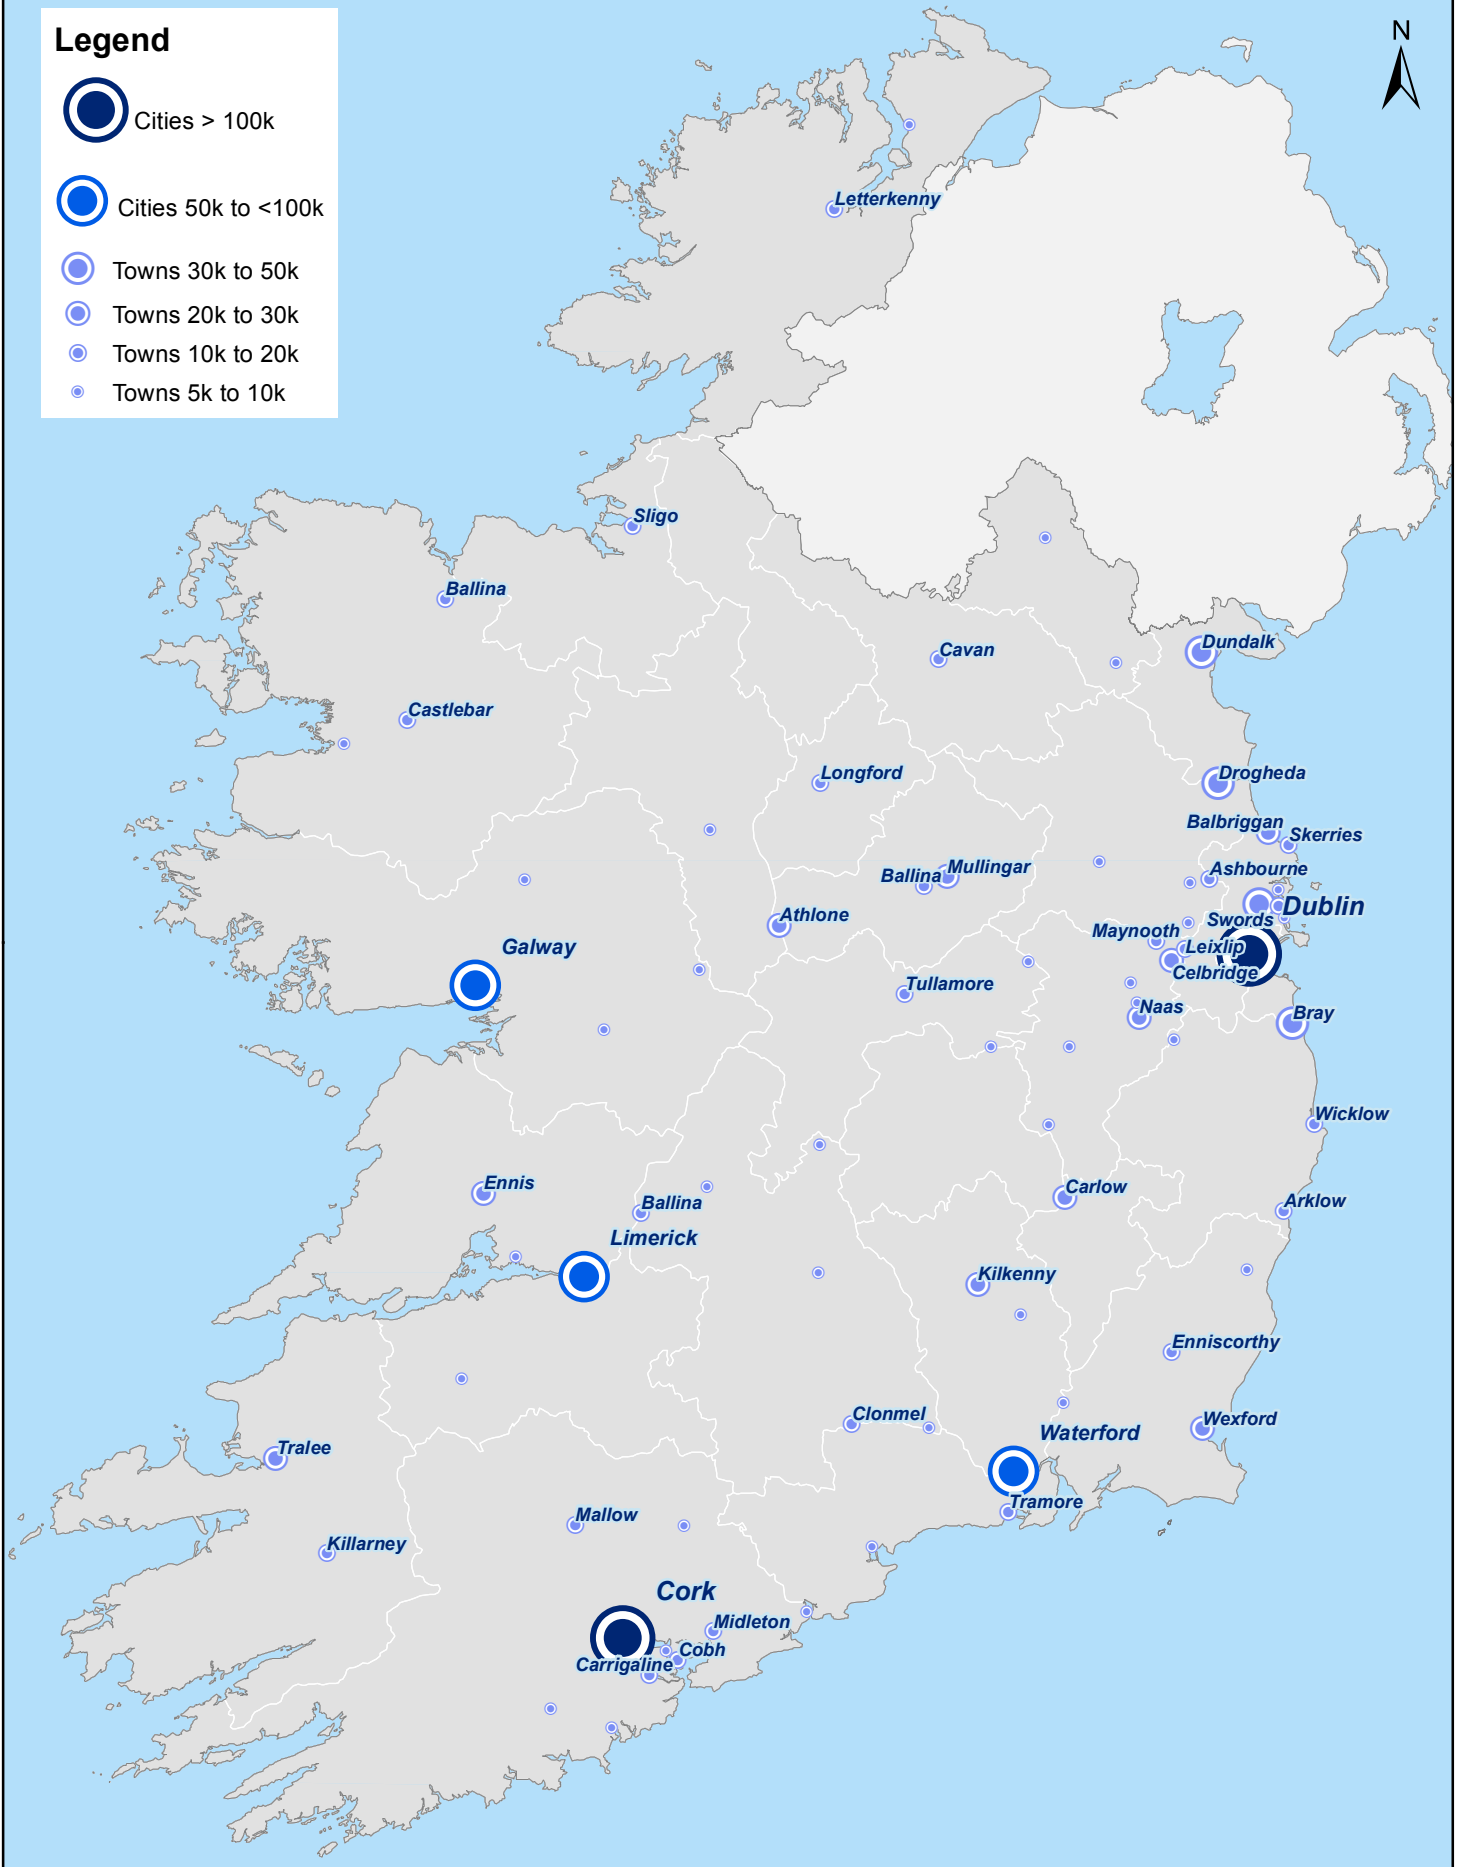 Legend
Cities > 100k
Cities 50k to <100k
Towns 30k to 50k
Towns 20k to 30k
Towns 10k to 20k
Towns 5k to 10k
N
Letterkenny
Sligo
Ballina
Dundalk
Cavan
Castlebar
Longford
Drogheda
Balbriggan
Skerries
Mullingar
Ashbourne
Ballina
Dublin
Athlone
Swords
Maynooth
Galway
Leixlip
Celbridge
Tullamore
Naas
Bray
Wicklow
Ennis
Carlow
Ballina
Arklow
Limerick
Kilkenny
Enniscorthy
Clonmel
Wexford
Waterford
Tralee
Tramore
Mallow
Killarney
Cork
Midleton
Cobh
Carrigaline